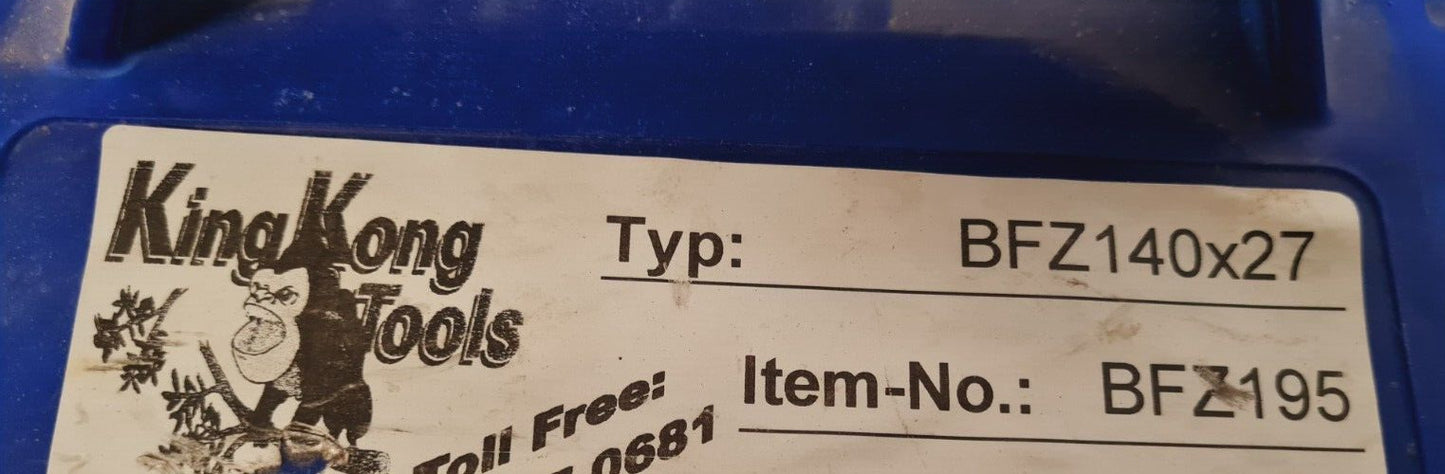 King Kong
Tools
Typ: BFZ140x27
Item-No.: BFZ195
Toll Free:
0681